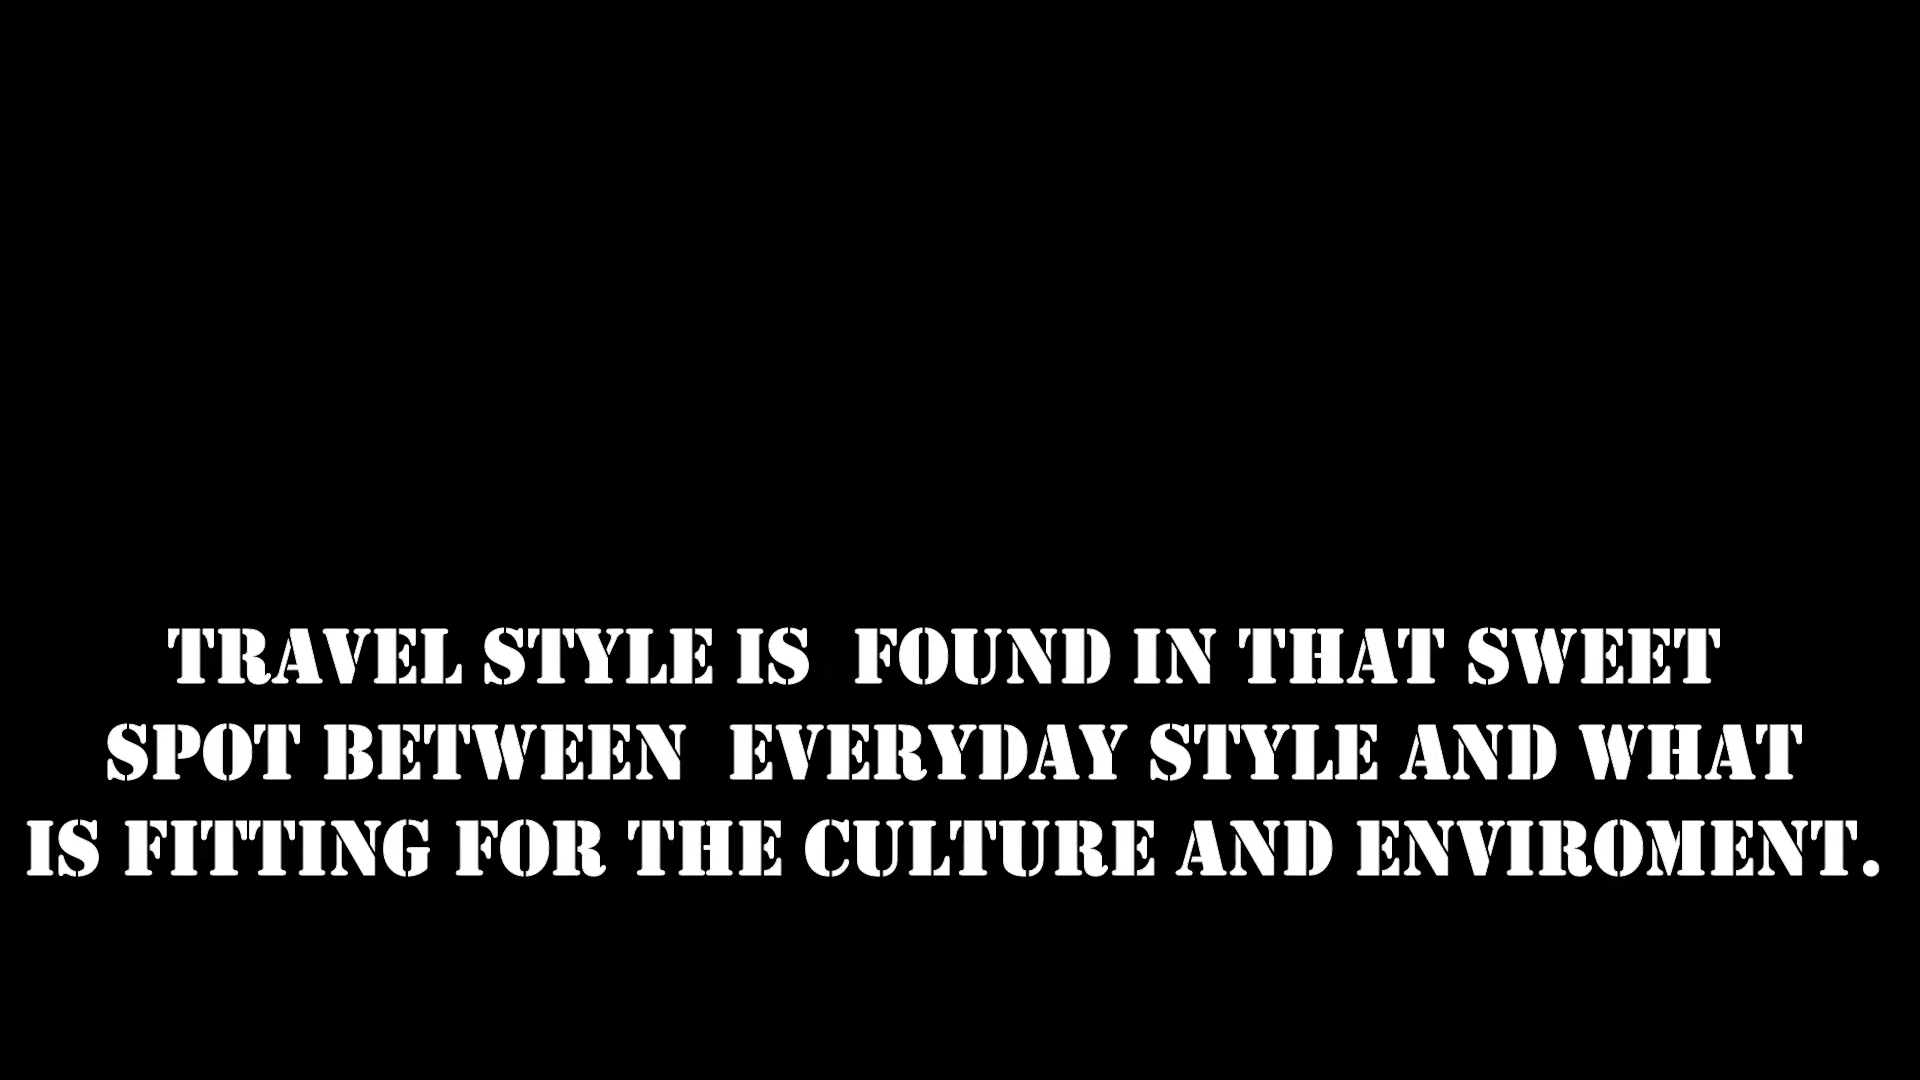 TRAVEL STYLE IS  FOUND IN THAT SWEET
SPOT BETWEEN  EVERYDAY STYLE AND WHAT
IS FITTING FOR THE CULTURE AND ENVIROMENT.